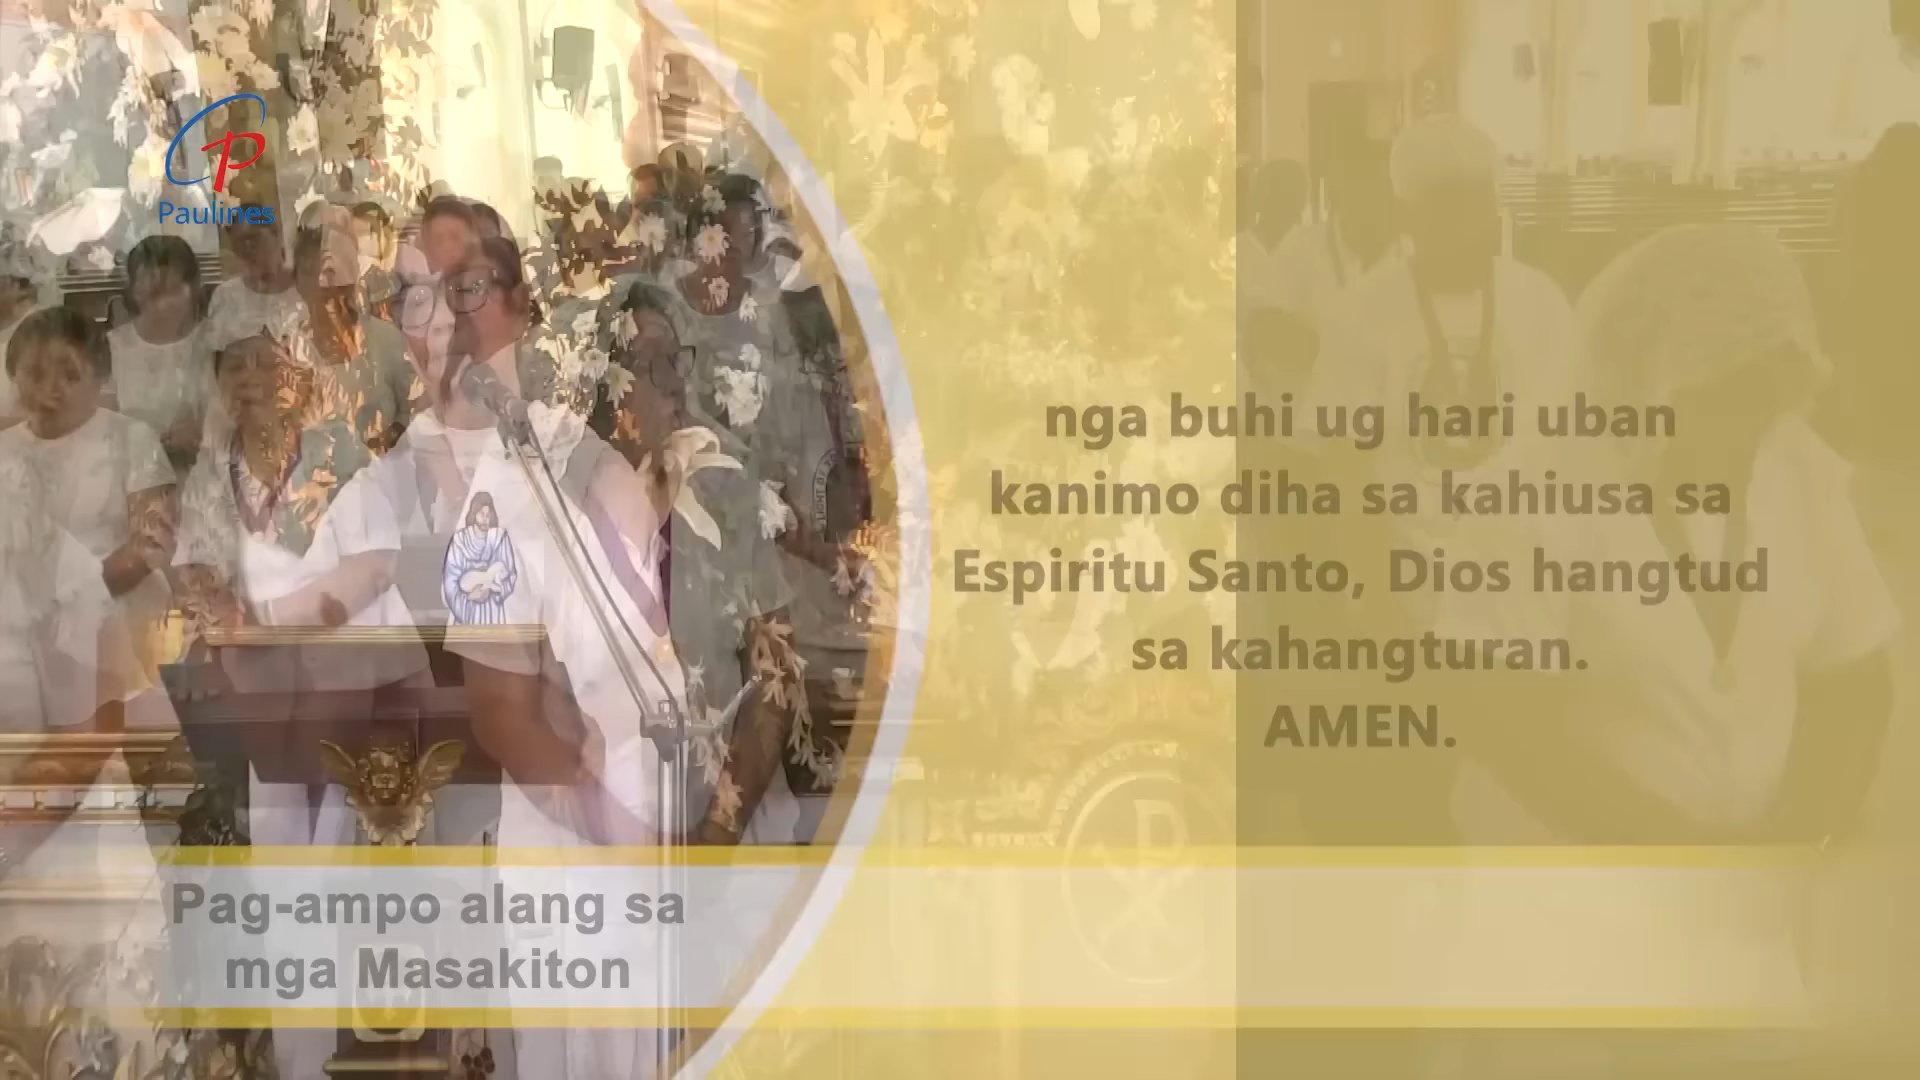 Paulines
nga buhi ug hari uban
kanimo diha sa kahiusa sa
Espiritu Santo, Dios hangtud
sa kahangturan.
AMEN.
Pag-ampo alang sa
mga Masakiton